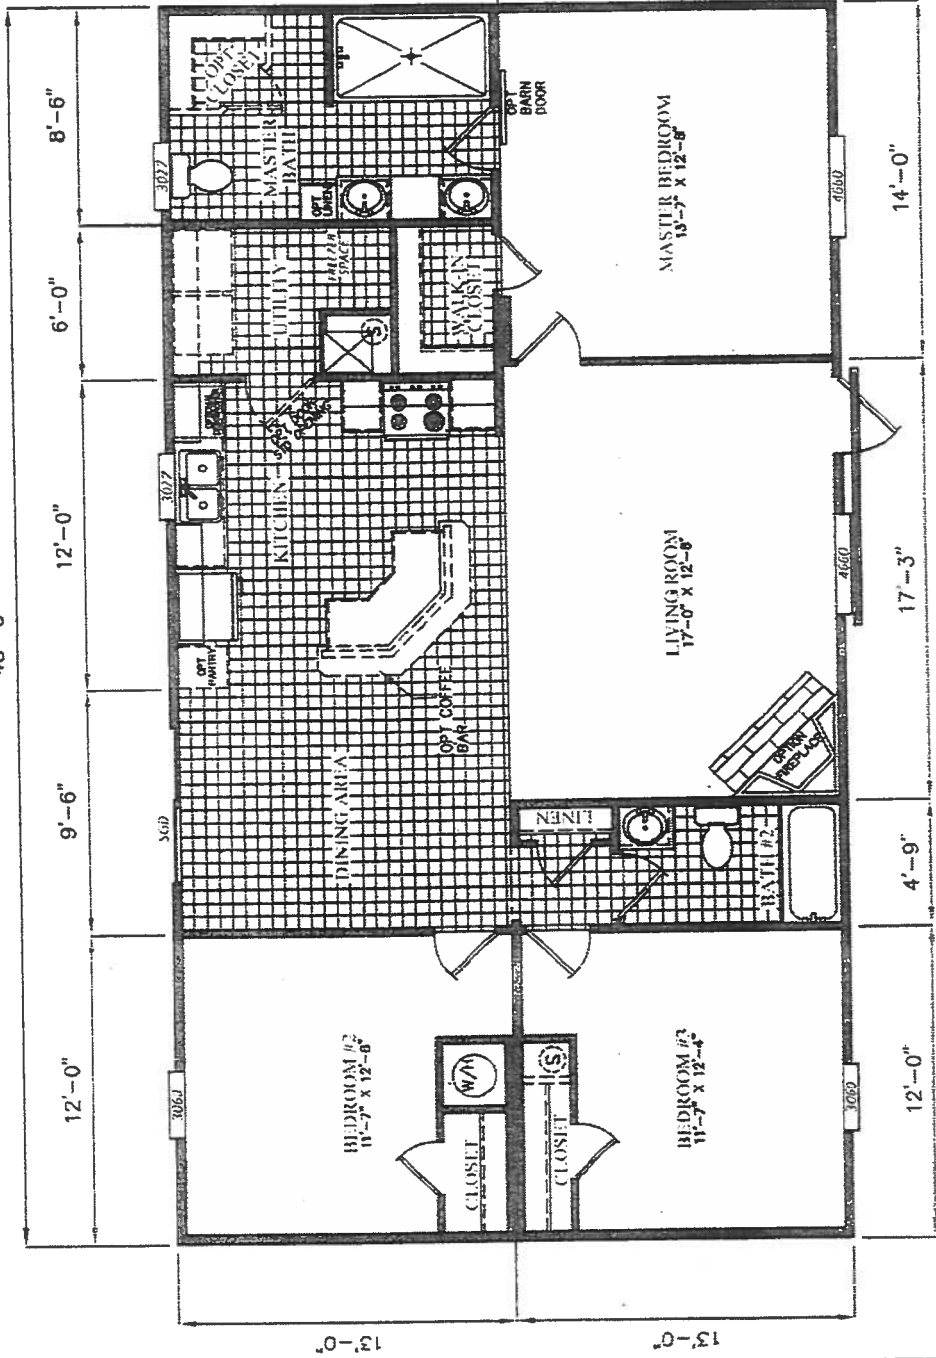 8'-6"
6'-0"
12'-0"
9'-6"
12'-0"
3027
OPT
CLOSET
MASTER
BATH
OPT
LINEN
OPT
BARN
DOOR
MASTER BEDROOM
13'-7" X 12'-8"
4660
14'-0"
UTILITY
FREEZER
SPACE
WALK-IN
CLOSET
S
3027
KITCHEN
OPT
PANTRY
OPT COFFEE
BAR
LIVING ROOM
17'-0" X 12'-8"
4660
17'-3"
OPTION
FIREPLACE
SGD
DINING AREA
LINEN
BATH #2
4'-9"
BEDROOM #2
11'-7" X 12'-8"
W/H
CLOSET
CLOSET
S
BEDROOM #3
11'-7" X 12'-4"
3060
12'-0"
13'-0"
13'-0"